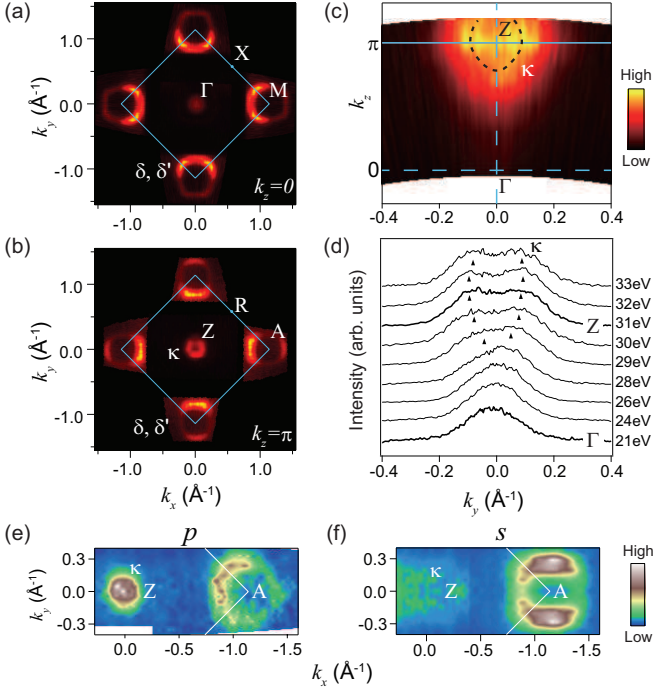 (a)
1.0
0.0
-1.0
k_y (Å⁻¹)
X
Γ
M
δ, δ'
k_z=0
-1.0 0.0 1.0
(b)
1.0
0.0
-1.0
k_y (Å⁻¹)
R
Z
A
κ
δ, δ'
k_z=π
-1.0 0.0 1.0
k_x (Å⁻¹)
(c)
π
k_z
0
Z
κ
Γ
-0.4 -0.2 0.0 0.2 0.4
High
Low
(d)
Intensity (arb. units)
κ
33eV
32eV
Z 31eV
30eV
29eV
28eV
26eV
24eV
Γ 21eV
-0.4 -0.2 0.0 0.2 0.4
k_y (Å⁻¹)
(e)
p
0.3
0.0
-0.3
k_y (Å⁻¹)
κ
Z
A
0.0 -0.5 -1.0 -1.5
(f)
s
0.3
0.0
-0.3
κ
Z
A
0.0 -0.5 -1.0 -1.5
High
Low
k_x (Å⁻¹)